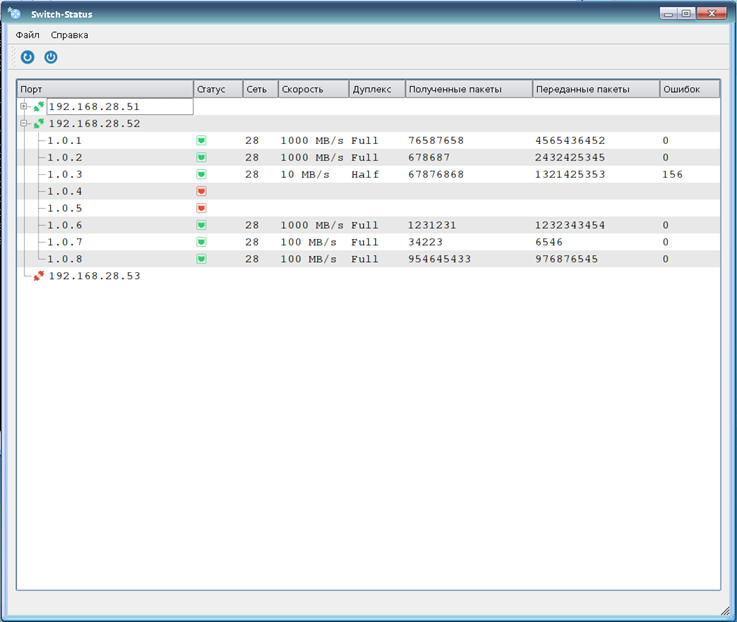 Switch-Status
Файл Справка
Порт Статус Сеть Скорость Дуплекс Полученные пакеты Переданные пакеты Ошибок
192.168.28.51
192.168.28.52
1.0.1 28 1000 MB/s Full 76587658 4565436452 0
1.0.2 28 1000 MB/s Full 678687 2432425345 0
1.0.3 28 10 MB/s Half 67876868 1321425353 156
1.0.4
1.0.5
1.0.6 28 1000 MB/s Full 1231231 1232343454 0
1.0.7 28 100 MB/s Full 34223 6546 0
1.0.8 28 100 MB/s Full 954645433 976876545 0
192.168.28.53